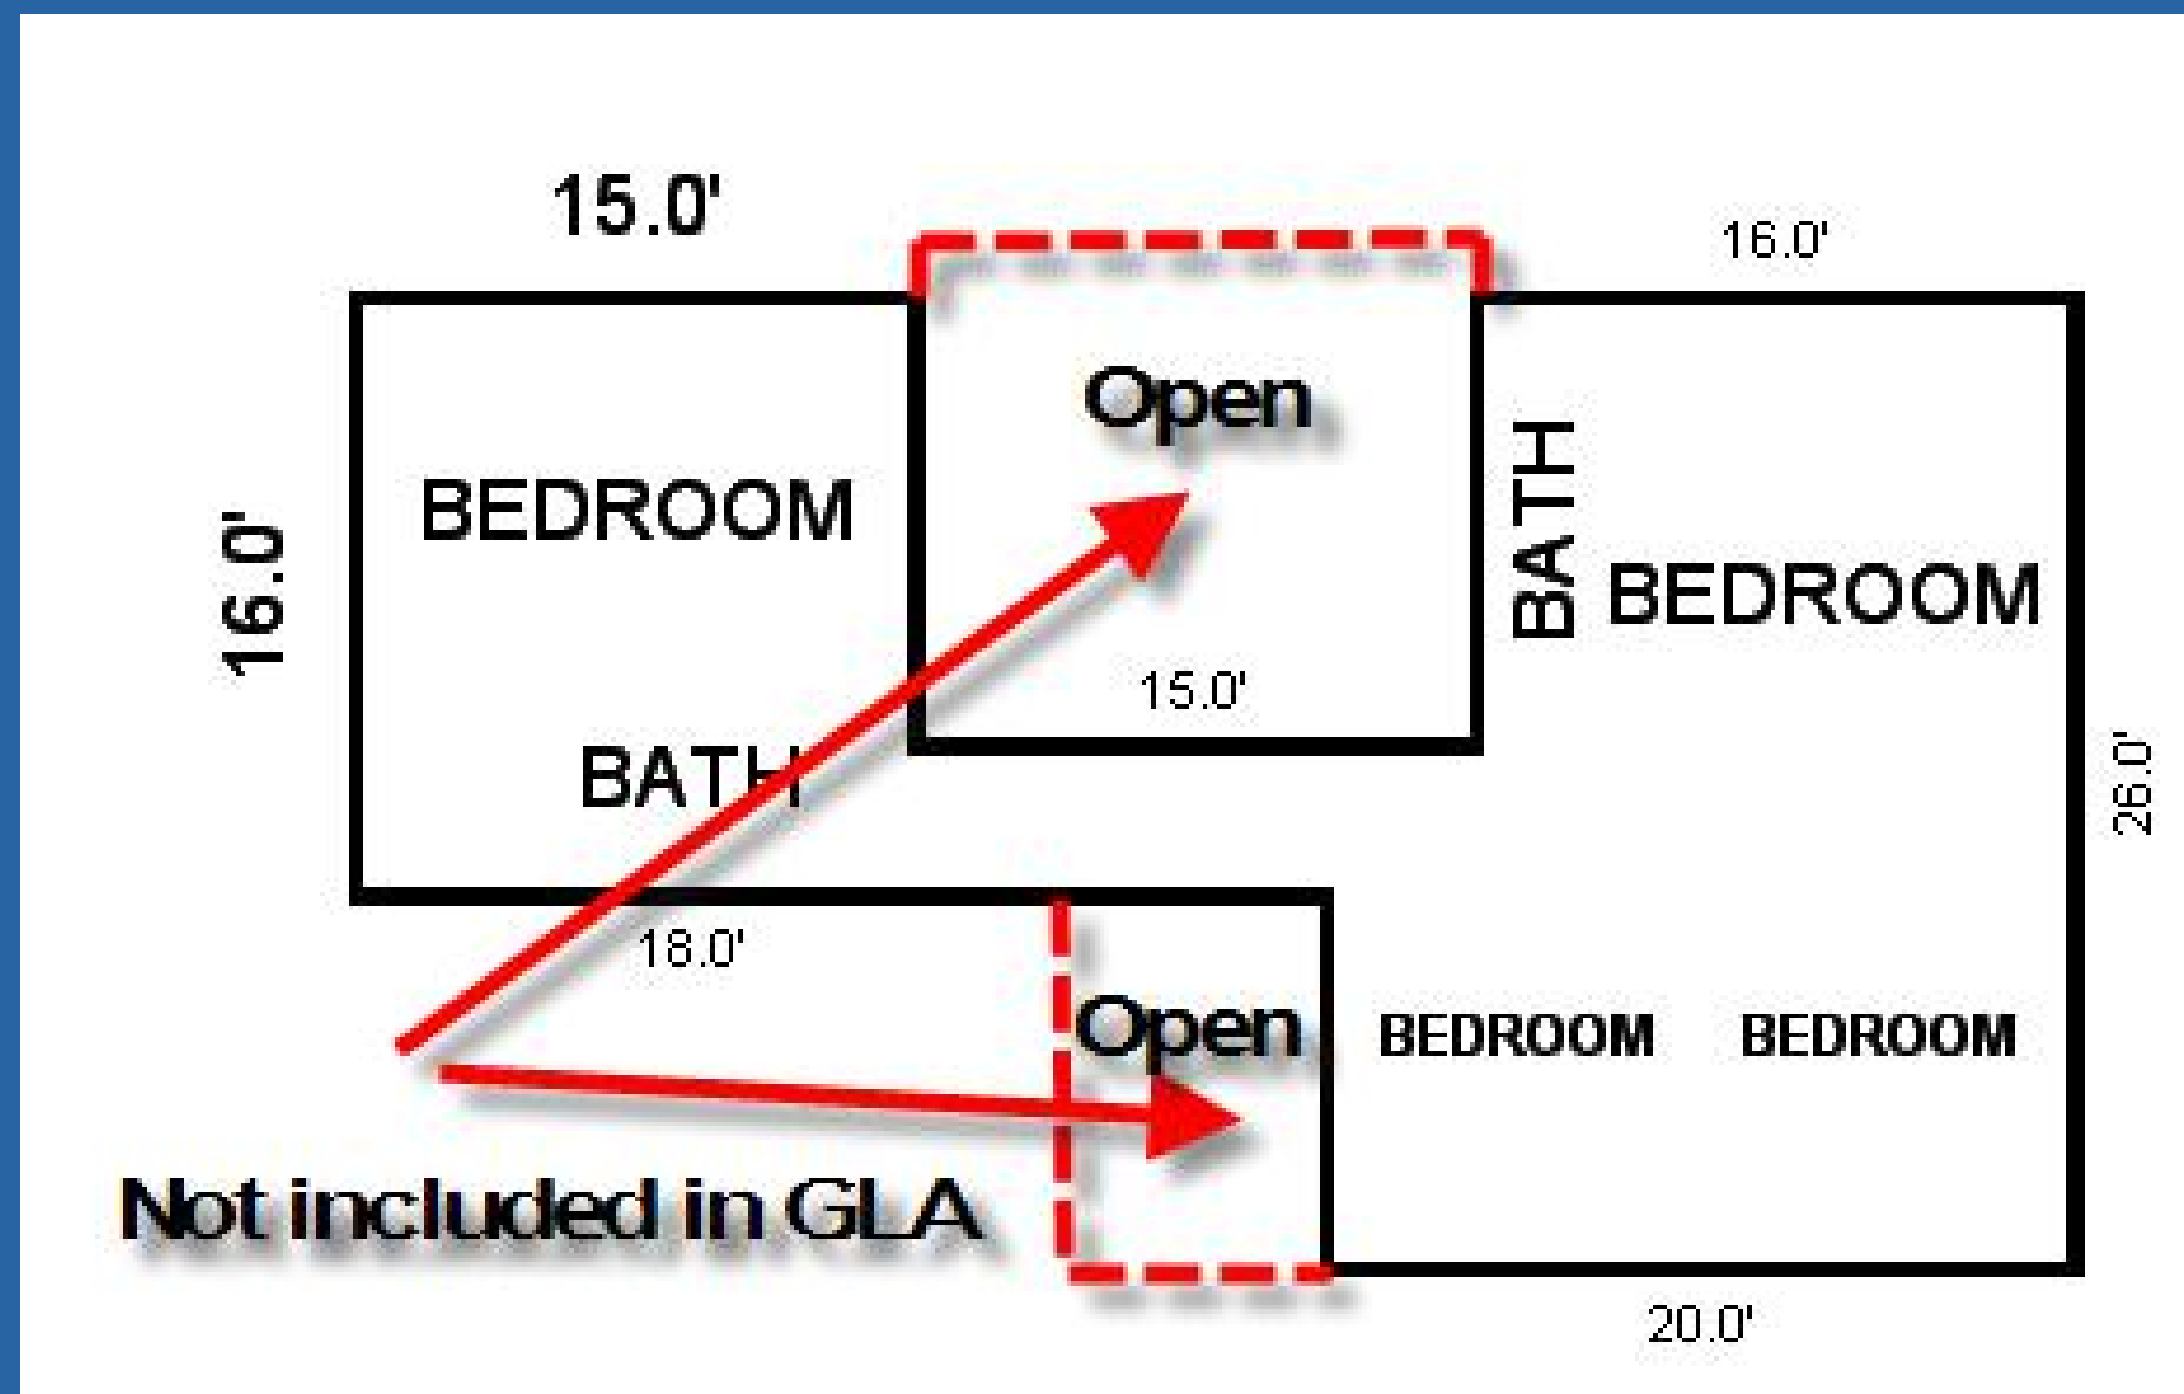 15.0'
16.0'
Open
BEDROOM
BATH
16.0'
BEDROOM
15.0'
26.0'
BATH
18.0'
Open
BEDROOM BEDROOM
Not included in GLA
20.0'